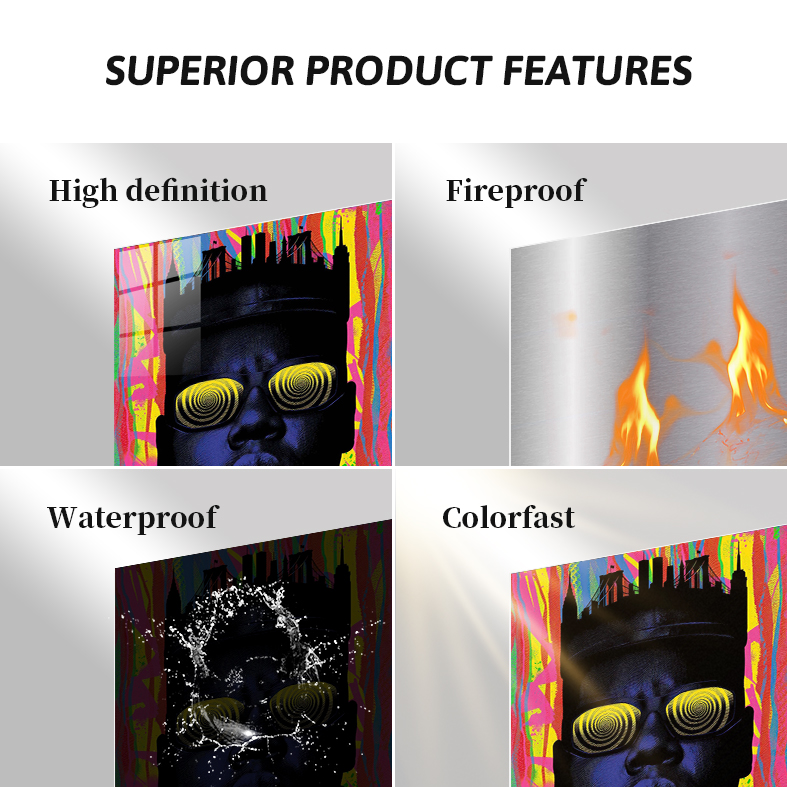 SUPERIOR PRODUCT FEATURES
High definition
Fireproof
Waterproof
Colorfast